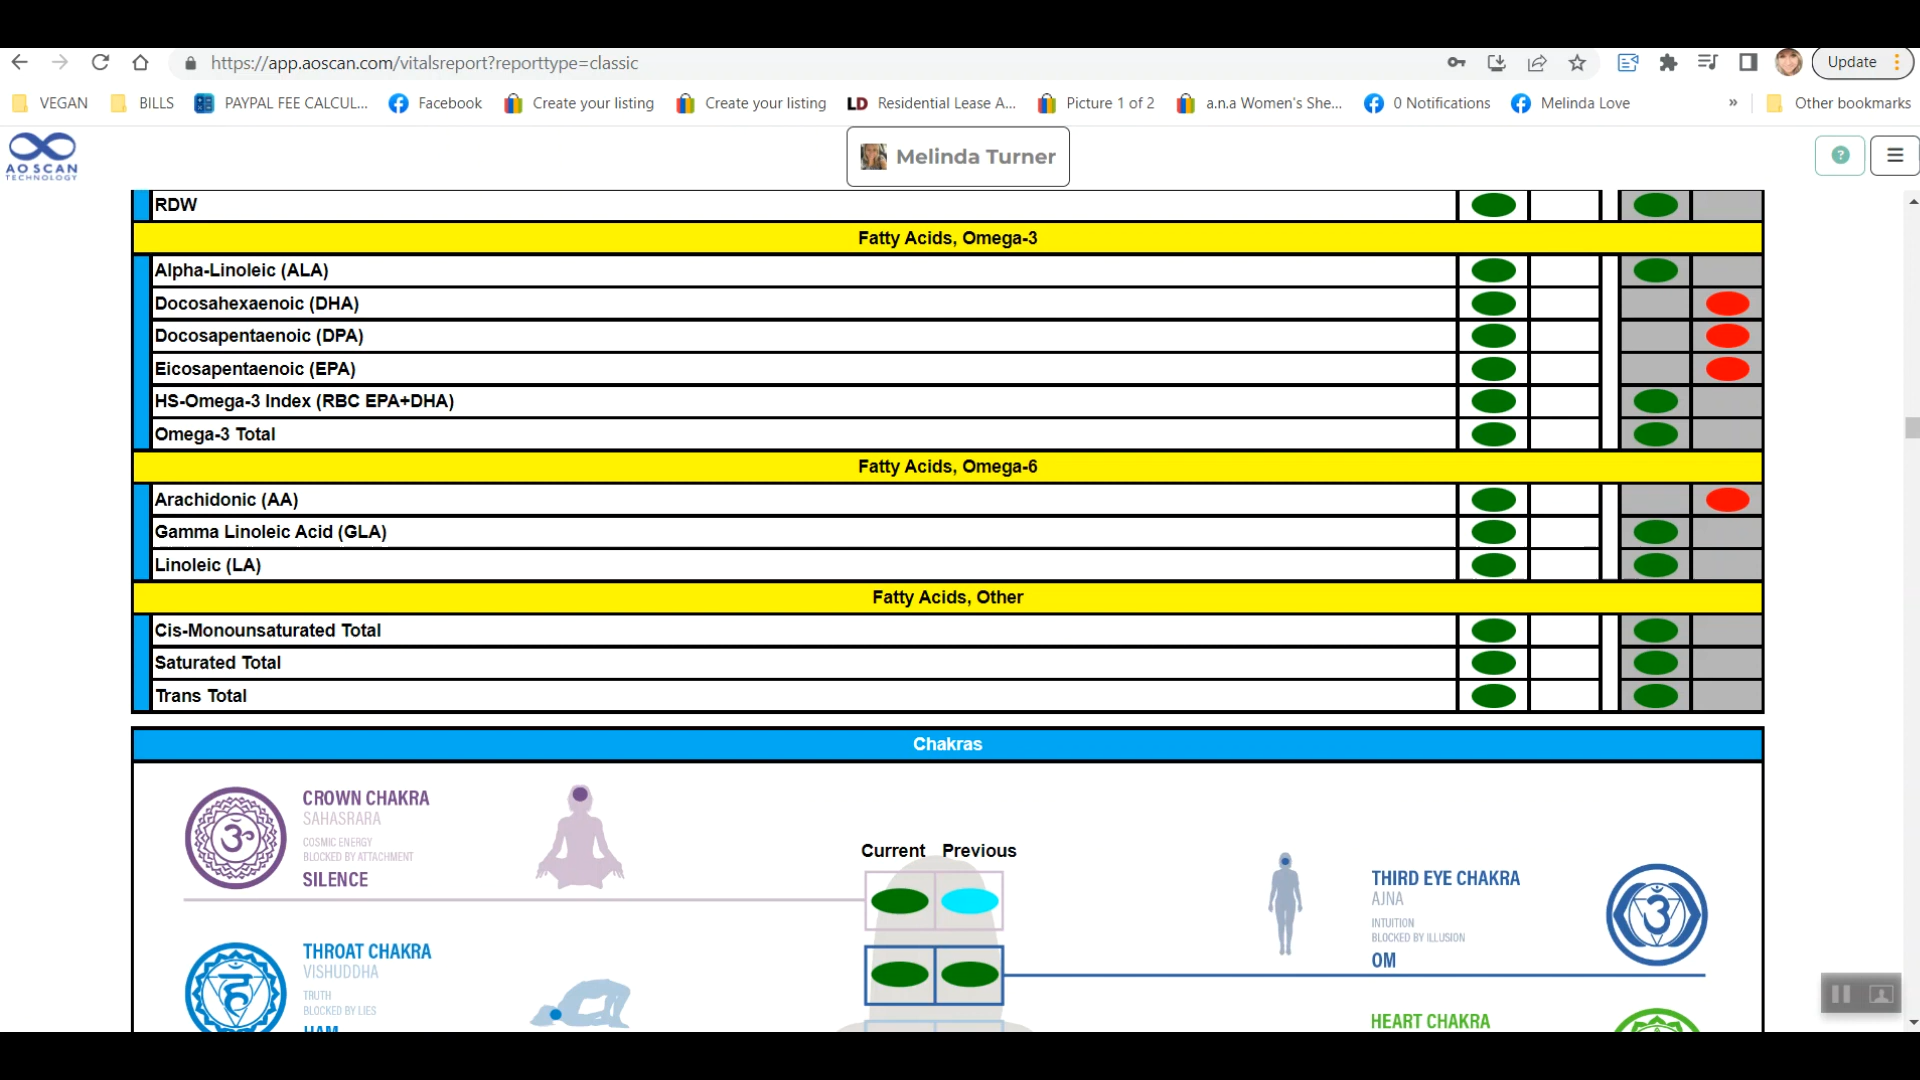 https://app.aoscan.com/vitalsreport?reporttype=classic
Update
VEGAN
BILLS
PAYPAL FEE CALCUL...
Facebook
Create your listing
Create your listing
LD Residential Lease A...
Picture 1 of 2
a.n.a Women's She...
0 Notifications
Melinda Love
»
Other bookmarks
AO SCAN
TECHNOLOGY
Melinda Turner
?
RDW
Fatty Acids, Omega-3
Alpha-Linoleic (ALA)
Docosahexaenoic (DHA)
Docosapentaenoic (DPA)
Eicosapentaenoic (EPA)
HS-Omega-3 Index (RBC EPA+DHA)
Omega-3 Total
Fatty Acids, Omega-6
Arachidonic (AA)
Gamma Linoleic Acid (GLA)
Linoleic (LA)
Fatty Acids, Other
Cis-Monounsaturated Total
Saturated Total
Trans Total
Chakras
CROWN CHAKRA
SAHASRARA
COSMIC ENERGY
BLOCKED BY ATTACHMENT
SILENCE
Current Previous
THIRD EYE CHAKRA
AJNA
INTUITION
BLOCKED BY ILLUSION
OM
THROAT CHAKRA
VISHUDDHA
TRUTH
BLOCKED BY LIES
HAM
HEART CHAKRA